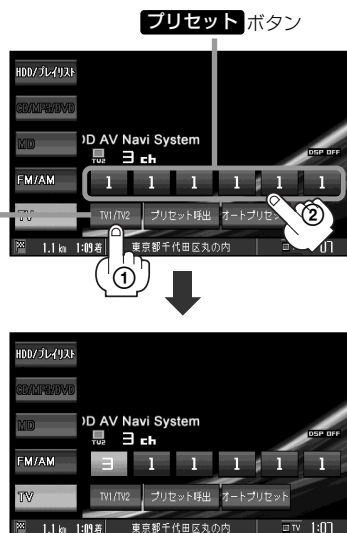 プリセット ボタン
HDD/プレイリスト
CD/MP3/DVD
MD
DD AV Navi System
TV2 3 ch
DSP OFF
FM/AM
1 1 1 1 1 1
TV
TV1/TV2 プリセット呼出 オートプリセ
②
1.1 km 1:09着 東京都千代田区丸の内
①
HDD/プレイリスト
CD/MP3/DVD
MD
DD AV Navi System
TV2 3 ch
DSP OFF
FM/AM
3 1 1 1 1 1
TV
TV1/TV2 プリセット呼出 オートプリセット
1.1 km 1:09着 東京都千代田区丸の内 TV 1:07